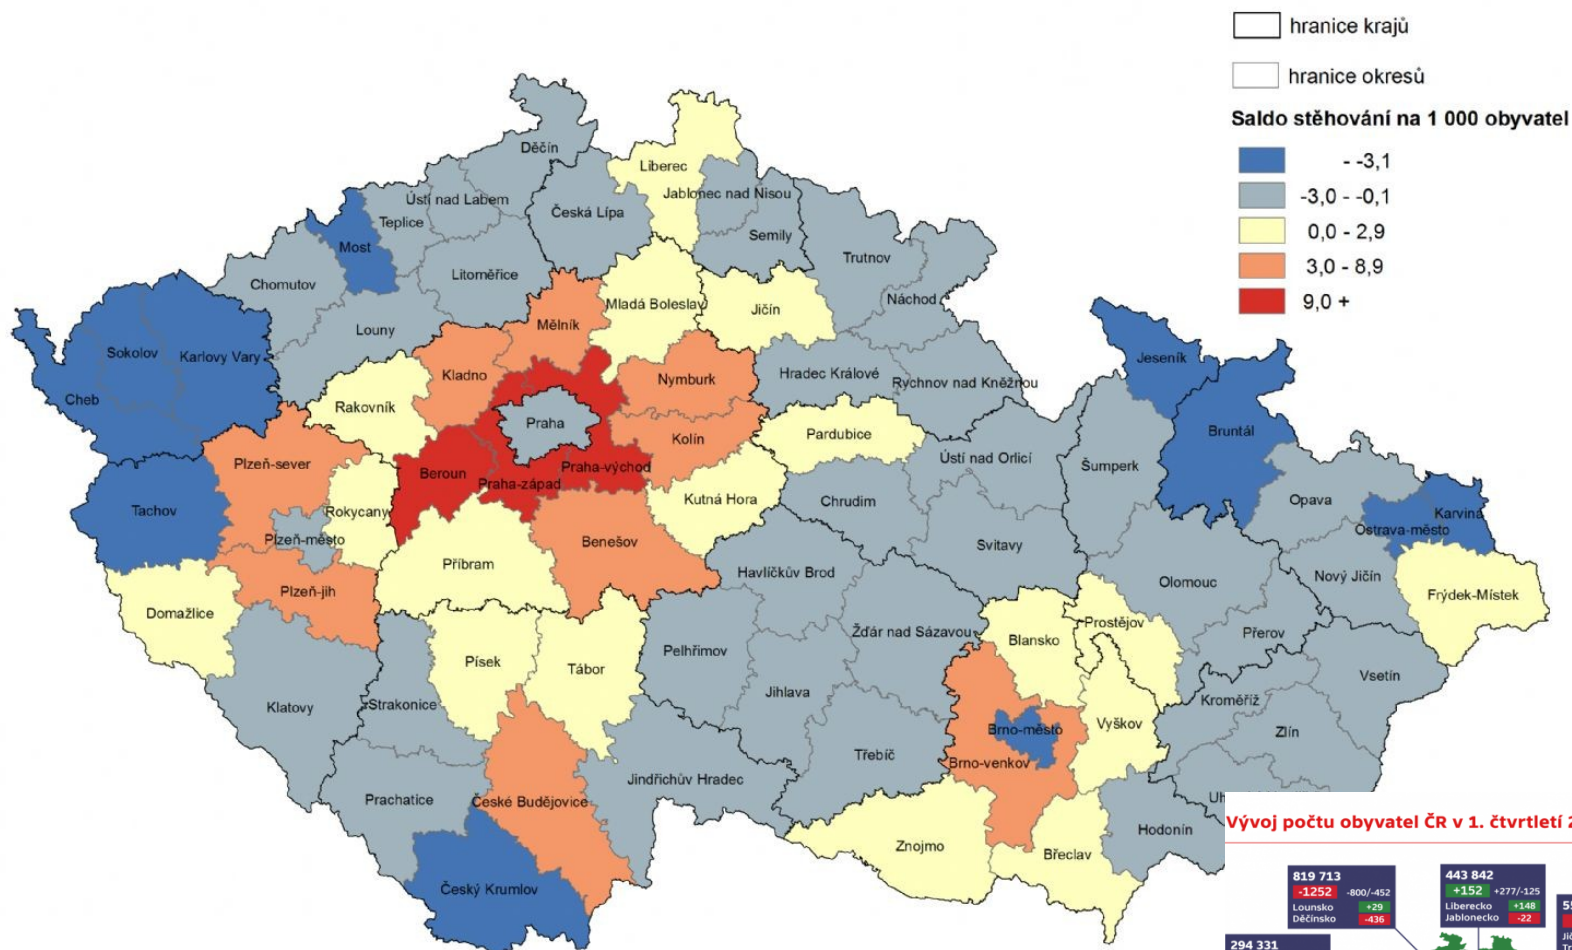 hranice krajů
hranice okresů
Saldo stěhování na 1 000 obyvatel
- -3,1
-3,0 - -0,1
0,0 - 2,9
3,0 - 8,9
9,0 +
Děčín
Liberec
Ústí nad Labem
Jablonec nad Nisou
Teplice
Česká Lípa
Semily
Most
Trutnov
Litoměřice
Chomutov
Mladá Boleslav
Jičín
Náchod
Louny
Mělník
Sokolov
Karlovy Vary
Jeseník
Kladno
Nymburk
Hradec Králové
Rychnov nad Kněžnou
Cheb
Rakovník
Praha
Kolín
Pardubice
Bruntál
Plzeň-sever
Beroun
Praha-východ
Praha-západ
Ústí nad Orlicí
Šumperk
Tachov
Rokycany
Kutná Hora
Chrudim
Opava
Karviná
Ostrava-město
Plzeň-město
Benešov
Svitavy
Příbram
Havlíčkův Brod
Olomouc
Nový Jičín
Plzeň-jih
Frýdek-Místek
Domažlice
Prostějov
Žďár nad Sázavou
Blansko
Přerov
Písek
Tábor
Pelhřimov
Vsetín
Jihlava
Klatovy
Strakonice
Kroměříž
Vyškov
Zlín
Brno-město
Třebíč
Brno-venkov
Jindřichův Hradec
Prachatice
České Budějovice
Uh
Hodonín
Znojmo
Břeclav
Český Krumlov
Vývoj počtu obyvatel ČR v 1. čtvrtletí 2
819 713
-1252 -800/-452
Lounsko +29
Děčínsko -436
443 842
+152 +277/-125
Liberecko +148
Jablonecko -22
294 331